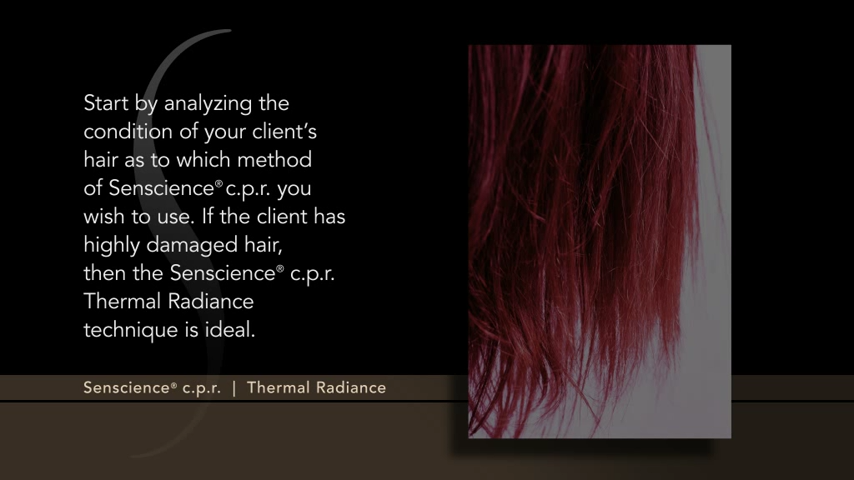 Start by analyzing the
condition of your client's
hair as to which method
of Senscience® c.p.r. you
wish to use. If the client has
highly damaged hair,
then the Senscience® c.p.r.
Thermal Radiance
technique is ideal.
Senscience® c.p.r. | Thermal Radiance